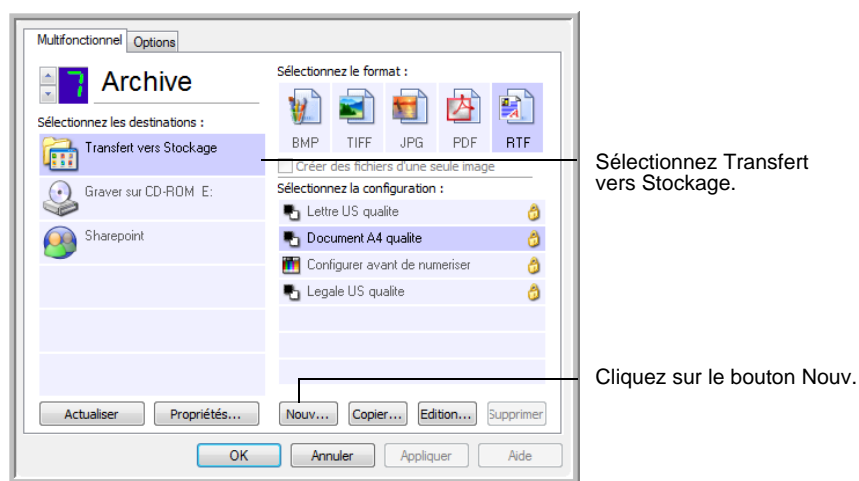 Multifonctionnel
Options
7
Archive
Sélectionnez les destinations :
Transfert vers Stockage
Graver sur CD-ROM E:
Sharepoint
Sélectionnez le format :
BMP
TIFF
JPG
PDF
RTF
Créer des fichiers d'une seule image
Sélectionnez la configuration :
Lettre US qualite
Document A4 qualite
Configurer avant de numeriser
Legale US qualite
Actualiser
Propriétés...
Nouv...
Copier...
Edition...
Supprimer
OK
Annuler
Appliquer
Aide
Sélectionnez Transfert
vers Stockage.
Cliquez sur le bouton Nouv.